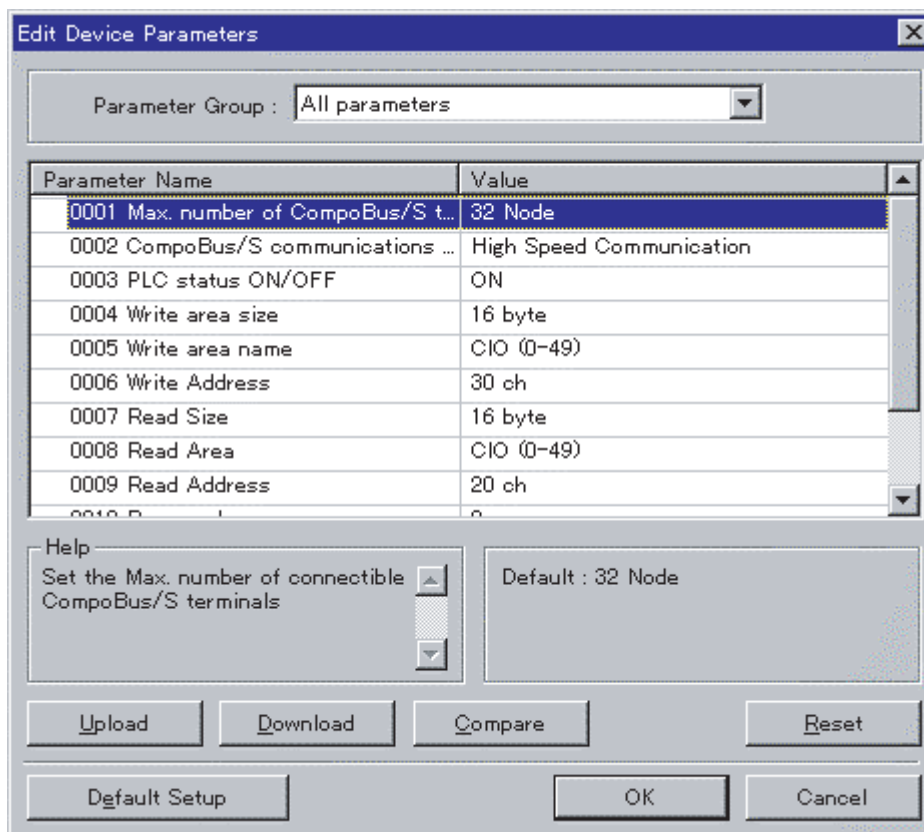 Edit Device Parameters
Parameter Group : All parameters
Parameter Name Value
0001 Max. number of CompoBus/S t... 32 Node
0002 CompoBus/S communications ... High Speed Communication
0003 PLC status ON/OFF ON
0004 Write area size 16 byte
0005 Write area name CIO (0-49)
0006 Write Address 30 ch
0007 Read Size 16 byte
0008 Read Area CIO (0-49)
0009 Read Address 20 ch
Help
Set the Max. number of connectible
CompoBus/S terminals
Default : 32 Node
Upload Download Compare Reset
Default Setup OK Cancel